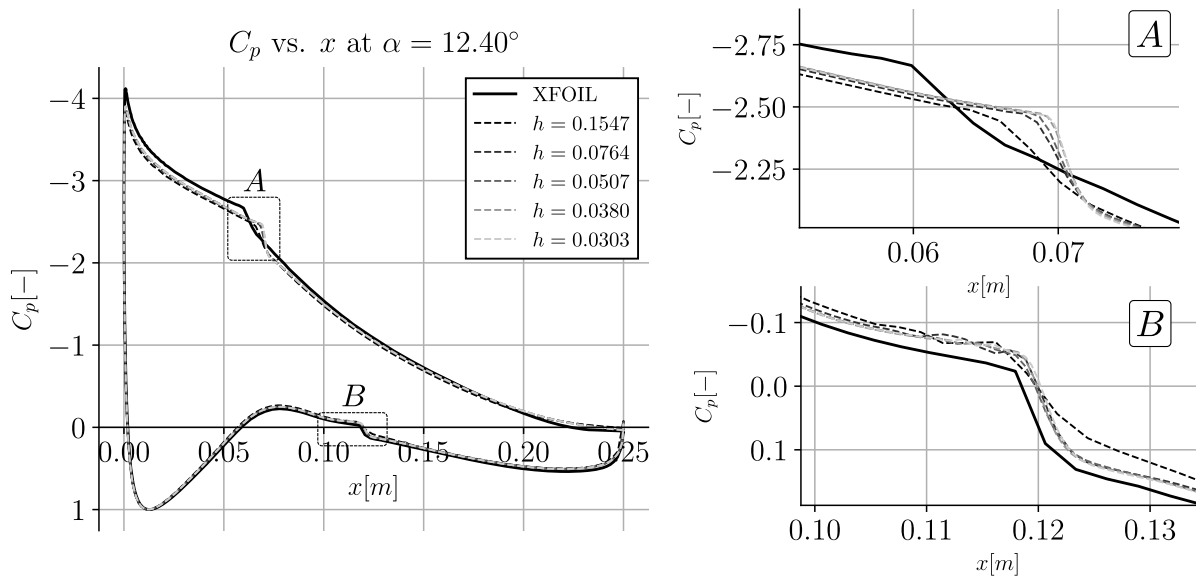 C_p vs. x at α = 12.40°
C_p[−]
−4
−3
−2
−1
0
1
0.00 0.05 0.10 0.15 0.20 0.25
x[m]
A
B
XFOIL
h = 0.1547
h = 0.0764
h = 0.0507
h = 0.0380
h = 0.0303
A
C_p[−]
−2.75
−2.50
−2.25
0.06 0.07
x[m]
B
C_p[−]
−0.1
0.0
0.1
0.10 0.11 0.12 0.13
x[m]